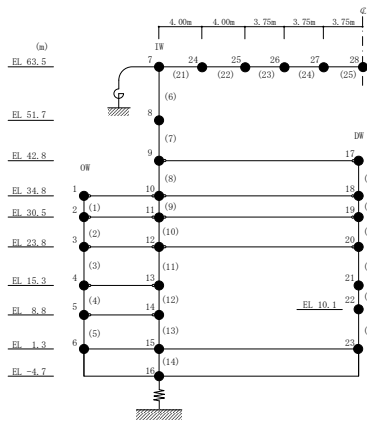 ℄
4.00m 4.00m 3.75m 3.75m 3.75m
(m) IW
EL 63.5 7 24 25 26 27 28
(21) (22) (23) (24) (25)
(6)
EL 51.7 8
(7)
DW
EL 42.8 9 17
OW (8)
EL 34.8 1 10 18
(1) (9)
EL 30.5 2 11 19
(2) (10)
EL 23.8 3 12 20
(3) (11)
EL 15.3 4 13 21
(4) (12) EL 10.1 22
EL 8.8 5 14
(5) (13)
EL 1.3 6 15 23
(14)
EL -4.7 16